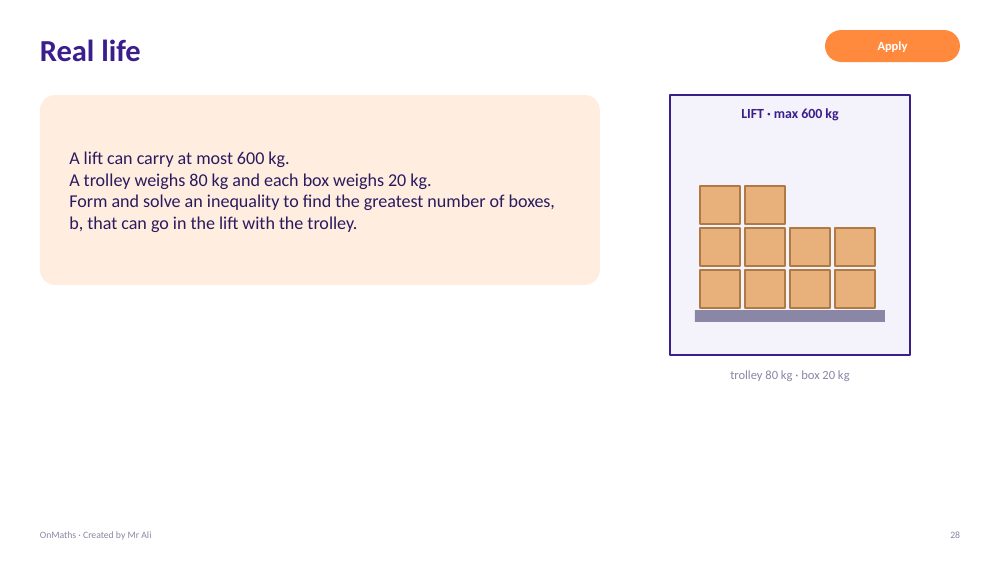 Real life
Apply
A lift can carry at most 600 kg.
A trolley weighs 80 kg and each box weighs 20 kg.
Form and solve an inequality to find the greatest number of boxes,
b, that can go in the lift with the trolley.
LIFT · max 600 kg
trolley 80 kg · box 20 kg
OnMaths · Created by Mr Ali
28